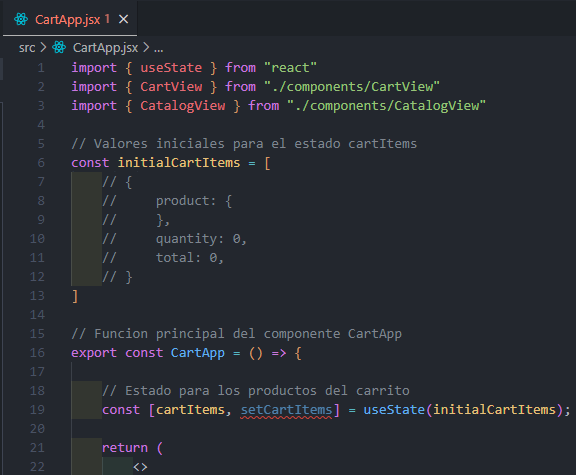 CartApp.jsx 1 ×
src > CartApp.jsx > ...
1 import { useState } from "react"
2 import { CartView } from "./components/CartView"
3 import { CatalogView } from "./components/CatalogView"
4
5 // Valores iniciales para el estado cartItems
6 const initialCartItems = [
7     // {
8     //     product: {
9     //     },
10     //     quantity: 0,
11     //     total: 0,
12     // }
13 ]
14
15 // Funcion principal del componente CartApp
16 export const CartApp = () => {
17
18     // Estado para los productos del carrito
19     const [cartItems, setCartItems] = useState(initialCartItems);
20
21     return (
22         <>